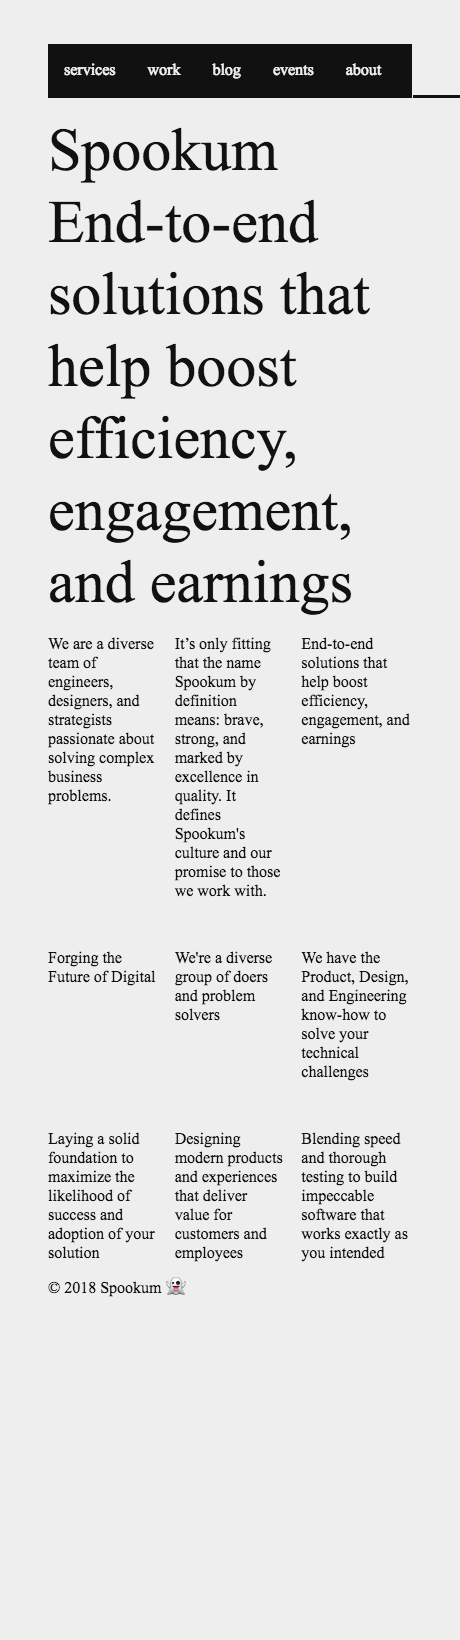 services work blog events about
Spookum
End-to-end
solutions that
help boost
efficiency,
engagement,
and earnings
We are a diverse
team of
engineers,
designers, and
strategists
passionate about
solving complex
business
problems.
It’s only fitting
that the name
Spookum by
definition
means: brave,
strong, and
marked by
excellence in
quality. It
defines
Spookum's
culture and our
promise to those
we work with.
End-to-end
solutions that
help boost
efficiency,
engagement, and
earnings
Forging the
Future of Digital
We're a diverse
group of doers
and problem
solvers
We have the
Product, Design,
and Engineering
know-how to
solve your
technical
challenges
Laying a solid
foundation to
maximize the
likelihood of
success and
adoption of your
solution
Designing
modern products
and experiences
that deliver
value for
customers and
employees
Blending speed
and thorough
testing to build
impeccable
software that
works exactly as
you intended
© 2018 Spookum 👻